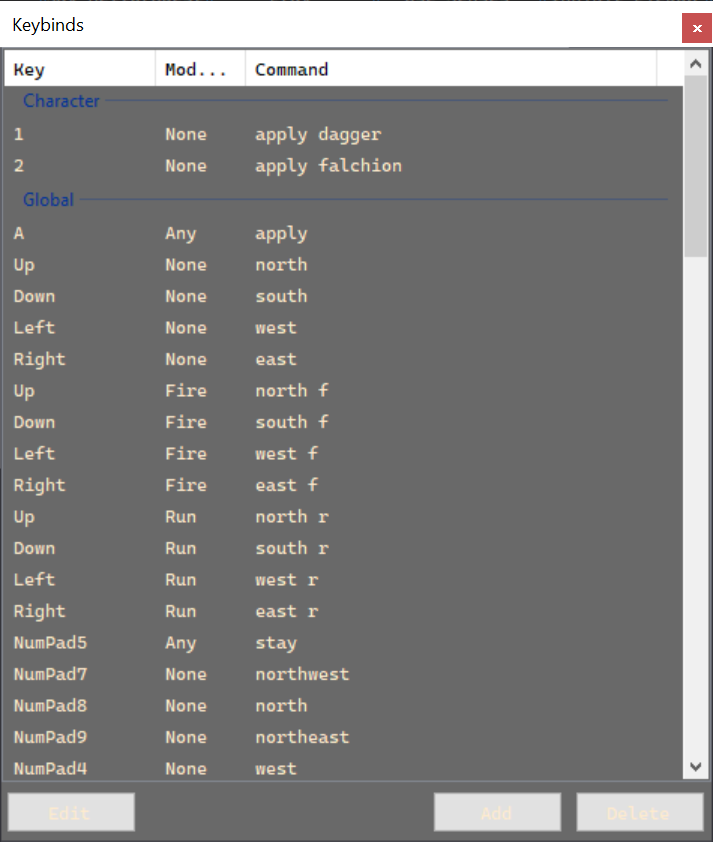 Keybinds
x
Key Mod... Command
Character
1 None apply dagger
2 None apply falchion
Global
A Any apply
Up None north
Down None south
Left None west
Right None east
Up Fire north f
Down Fire south f
Left Fire west f
Right Fire east f
Up Run north r
Down Run south r
Left Run west r
Right Run east r
NumPad5 Any stay
NumPad7 None northwest
NumPad8 None north
NumPad9 None northeast
NumPad4 None west
Edit Add Delete